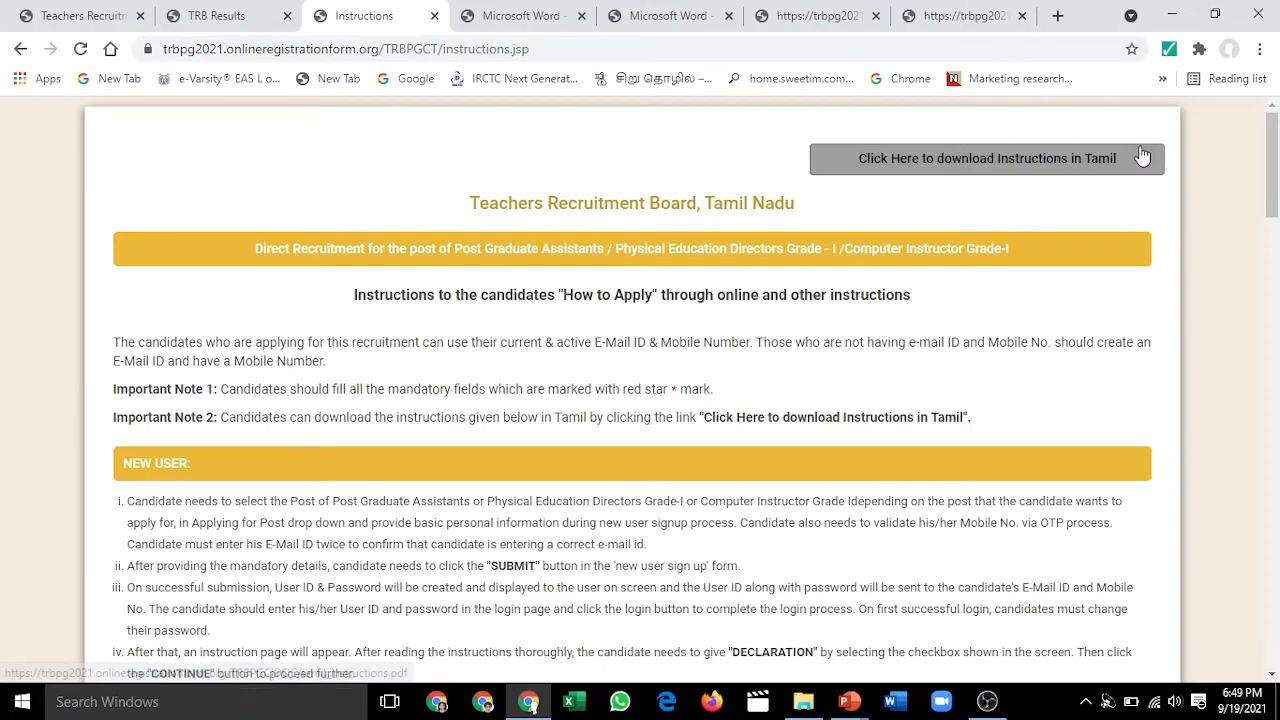 Teachers Recruitm
TRB Results
Instructions
Microsoft Word -
Microsoft Word -
https://trbpg2021
https://trbpg202
trbpg2021.onlineregistrationform.org/TRBPGCT/instructions.jsp
Apps
New Tab
e-Varsity® EAS L o...
New Tab
Google
IRCTC Next Generat...
home.sweetim.com...
Chrome
Marketing research...
»
Reading list
Click Here to download Instructions in Tamil
Teachers Recruitment Board, Tamil Nadu
Direct Recruitment for the post of Post Graduate Assistants / Physical Education Directors Grade - I /Computer Instructor Grade-I
Instructions to the candidates "How to Apply" through online and other instructions
The candidates who are applying for this recruitment can use their current & active E-Mail ID & Mobile Number. Those who are not having e-mail ID and Mobile No. should create an
E-Mail ID and have a Mobile Number.
Important Note 1: Candidates should fill all the mandatory fields which are marked with red star * mark.
Important Note 2: Candidates can download the instructions given below in Tamil by clicking the link "Click Here to download Instructions in Tamil".
NEW USER:
i. Candidate needs to select the Post of Post Graduate Assistants or Physical Education Directors Grade-I or Computer Instructor Grade Idepending on the post that the candidate wants to
apply for, in Applying for Post drop down and provide basic personal information during new user signup process. Candidate also needs to validate his/her Mobile No. via OTP process.
Candidate must enter his E-Mail ID twice to confirm that candidate is entering a correct e-mail id.
ii. After providing the mandatory details, candidate needs to click the "SUBMIT" button in the 'new user sign up' form.
iii. On successful submission, User ID & Password will be created and displayed to the user on screen and the User ID along with password will be sent to the candidate's E-Mail ID and Mobile
No. The candidate should enter his/her User ID and password in the login page and click the login button to complete the login process. On first successful login, candidates must change
their password.
iv. After that, an instruction page will appear. After reading the instructions thoroughly, the candidate needs to give "DECLARATION" by selecting the checkbox shown in the screen. Then click
the "CONTINUE" button to proceed further.
Search Windows
6:49 PM
9/19/2021